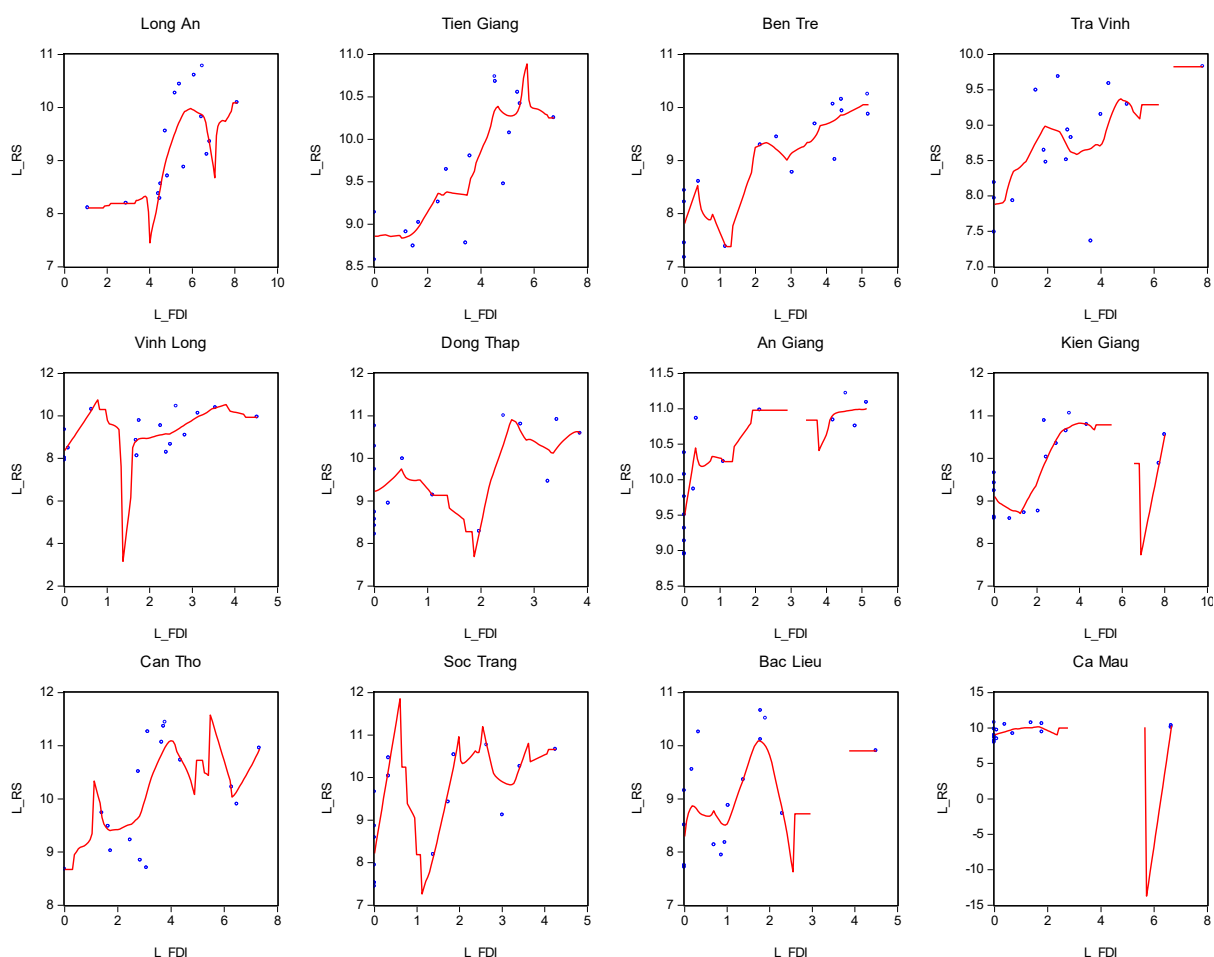 Long An
Tien Giang
Ben Tre
Tra Vinh
11
10
9
8
7
L_RS
0 2 4 6 8 10
L_FDI
11.0
10.5
10.0
9.5
9.0
8.5
L_RS
0 1 2 3 4 5 6 7 8
L_FDI
11
10
9
8
7
L_RS
0 1 2 3 4 5 6
L_FDI
10.0
9.5
9.0
8.5
8.0
7.5
7.0
L_RS
0 2 4 6 8
L_FDI
Vinh Long
Dong Thap
An Giang
Kien Giang
12
10
8
6
4
2
L_RS
0 1 2 3 4 5
L_FDI
12
11
10
9
8
7
L_RS
0 1 2 3 4
L_FDI
11.5
11.0
10.5
10.0
9.5
9.0
8.5
L_RS
0 1 2 3 4 5 6
L_FDI
12
11
10
9
8
7
L_RS
0 2 4 6 8 10
L_FDI
Can Tho
Soc Trang
Bac Lieu
Ca Mau
12
11
10
9
8
L_RS
0 2 4 6 8
L_FDI
12
11
10
9
8
7
L_RS
0 1 2 3 4 5
L_FDI
11
10
9
8
7
L_RS
0 1 2 3 4 5
L_FDI
15
10
5
0
-5
-10
-15
L_RS
0 2 4 6 8
L_FDI